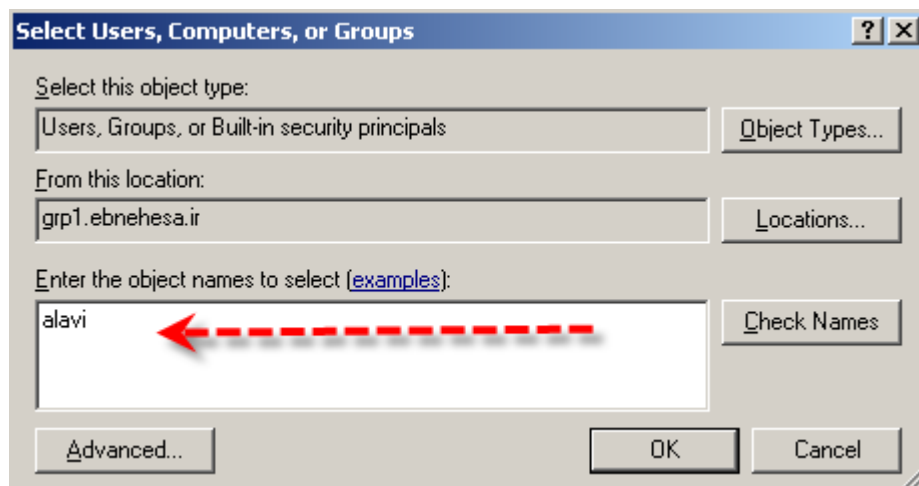 Select Users, Computers, or Groups
Select this object type:
Users, Groups, or Built-in security principals
Object Types...
From this location:
grp1.ebnehesa.ir
Locations...
Enter the object names to select (examples):
alavi
Check Names
Advanced...
OK
Cancel